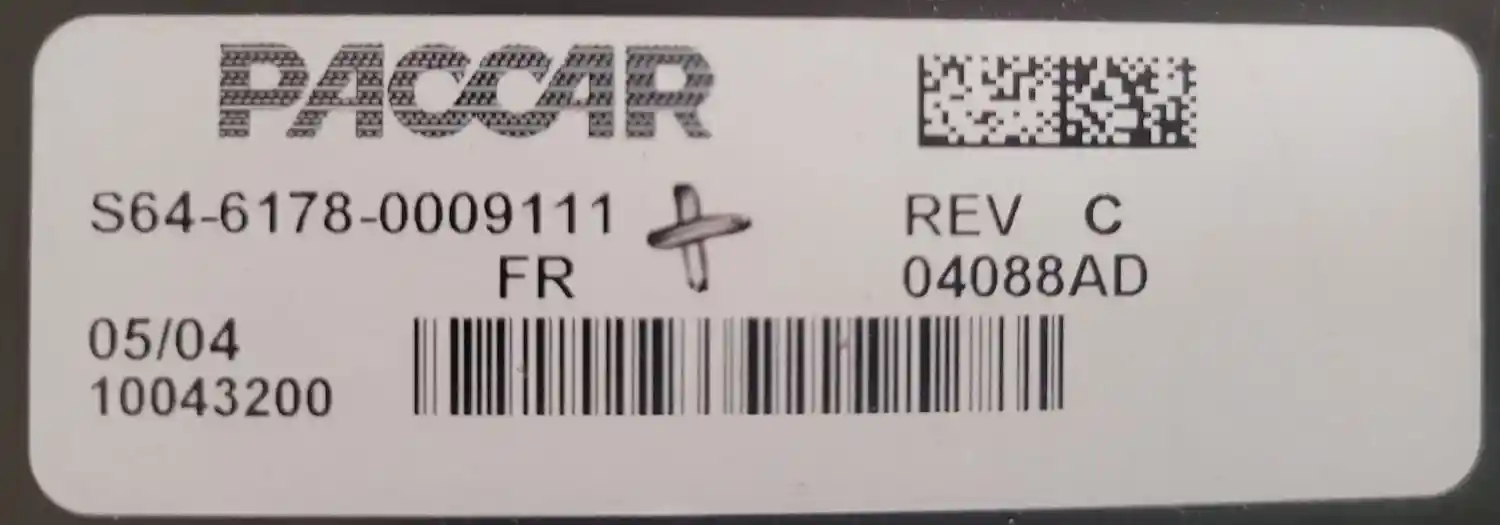 PACCAR
S64-6178-0009111 + REV C
FR 04088AD
05/04
10043200